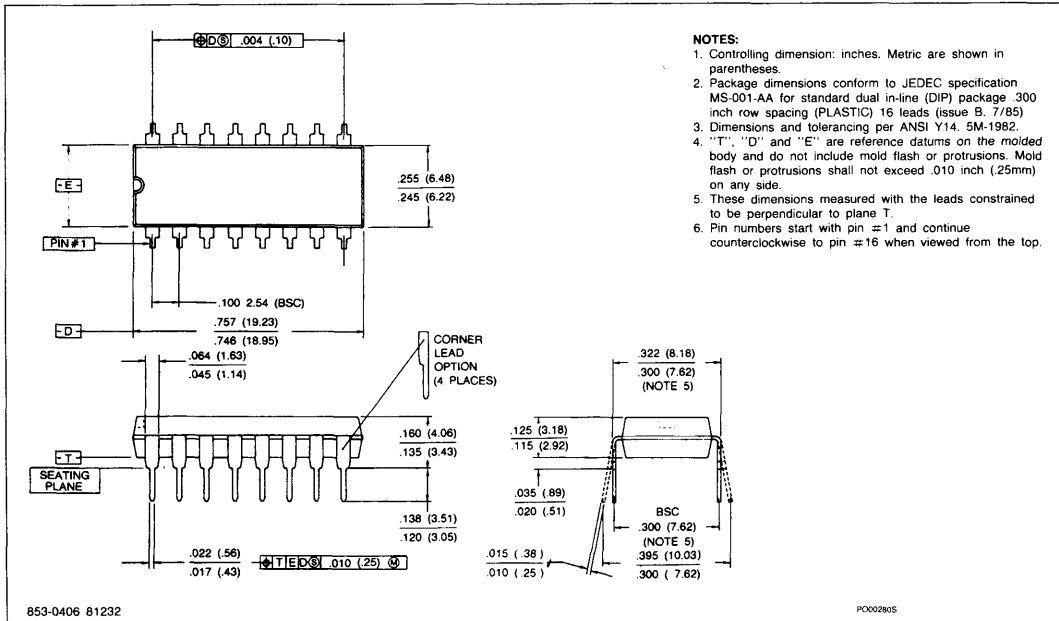 ⌖ D Ⓢ .004 (.10)
- E -
PIN #1
.255 (6.48)
.245 (6.22)
.100 2.54 (BSC)
- D -
.757 (19.23)
.746 (18.95)
.064 (1.63)
.045 (1.14)
CORNER
LEAD
OPTION
(4 PLACES)
- T -
SEATING
PLANE
.160 (4.06)
.135 (3.43)
.138 (3.51)
.120 (3.05)
.022 (.56)
.017 (.43)
⌖ T E D Ⓢ .010 (.25) Ⓜ
NOTES:
1. Controlling dimension: inches. Metric are shown in
parentheses.
2. Package dimensions conform to JEDEC specification
MS-001-AA for standard dual in-line (DIP) package .300
inch row spacing (PLASTIC) 16 leads (issue B. 7/85)
3. Dimensions and tolerancing per ANSI Y14. 5M-1982.
4. "T", "D" and "E" are reference datums on the molded
body and do not include mold flash or protrusions. Mold
flash or protrusions shall not exceed .010 inch (.25mm)
on any side.
5. These dimensions measured with the leads constrained
to be perpendicular to plane T.
6. Pin numbers start with pin #1 and continue
counterclockwise to pin #16 when viewed from the top.
.322 (8.18)
.300 (7.62)
(NOTE 5)
.125 (3.18)
.115 (2.92)
.035 (.89)
.020 (.51)
BSC
.300 (7.62)
(NOTE 5)
.395 (10.03)
.300 ( 7.62)
.015 ( .38 )
.010 ( .25 )
853-0406 81232
PO00280S